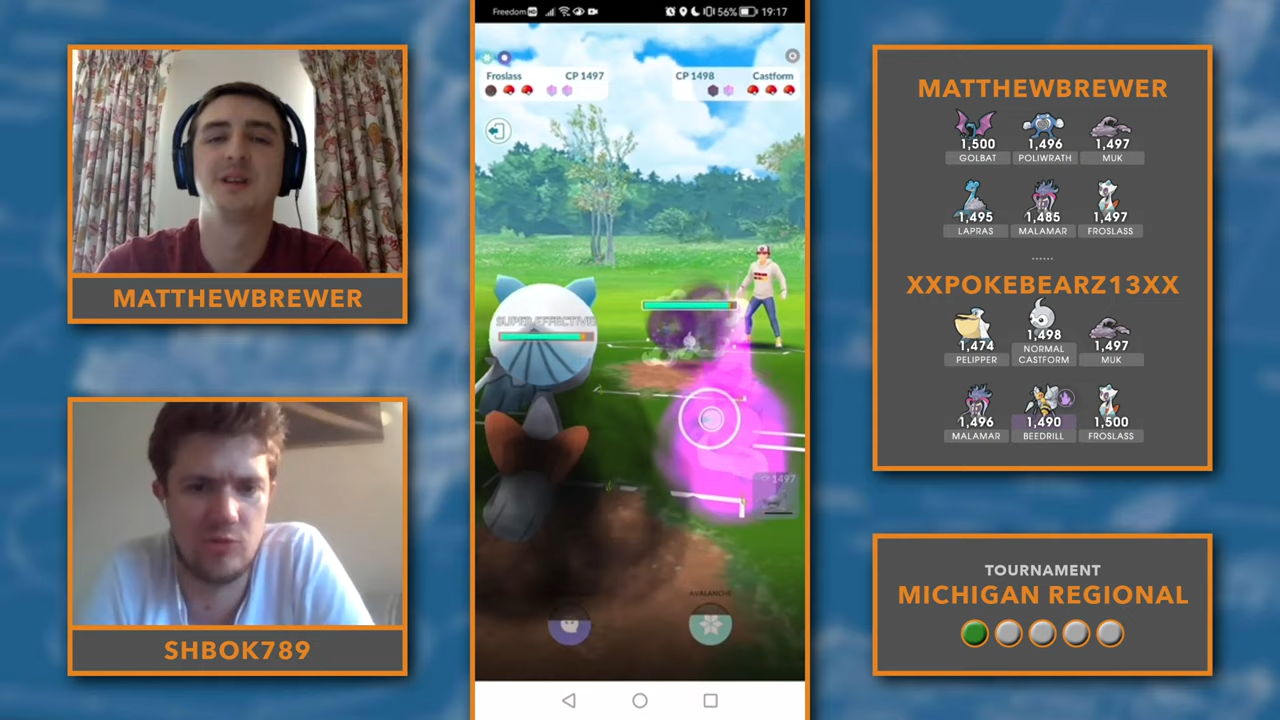 Freedom HD 56% 19:17
Froslass CP 1497 CP 1498 Castform
SUPER EFFECTIVE!
CP 1497
AVALANCHE
MATTHEWBREWER
SHBOK789
MATTHEWBREWER
1,500 1,496 1,497
GOLBAT POLIWRATH MUK
1,495 1,485 1,497
LAPRAS MALAMAR FROSLASS
......
XXPOKEBEARZ13XX
1,474 1,498 1,497
PELIPPER NORMAL CASTFORM MUK
1,496 1,490 1,500
MALAMAR BEEDRILL FROSLASS
TOURNAMENT
MICHIGAN REGIONAL